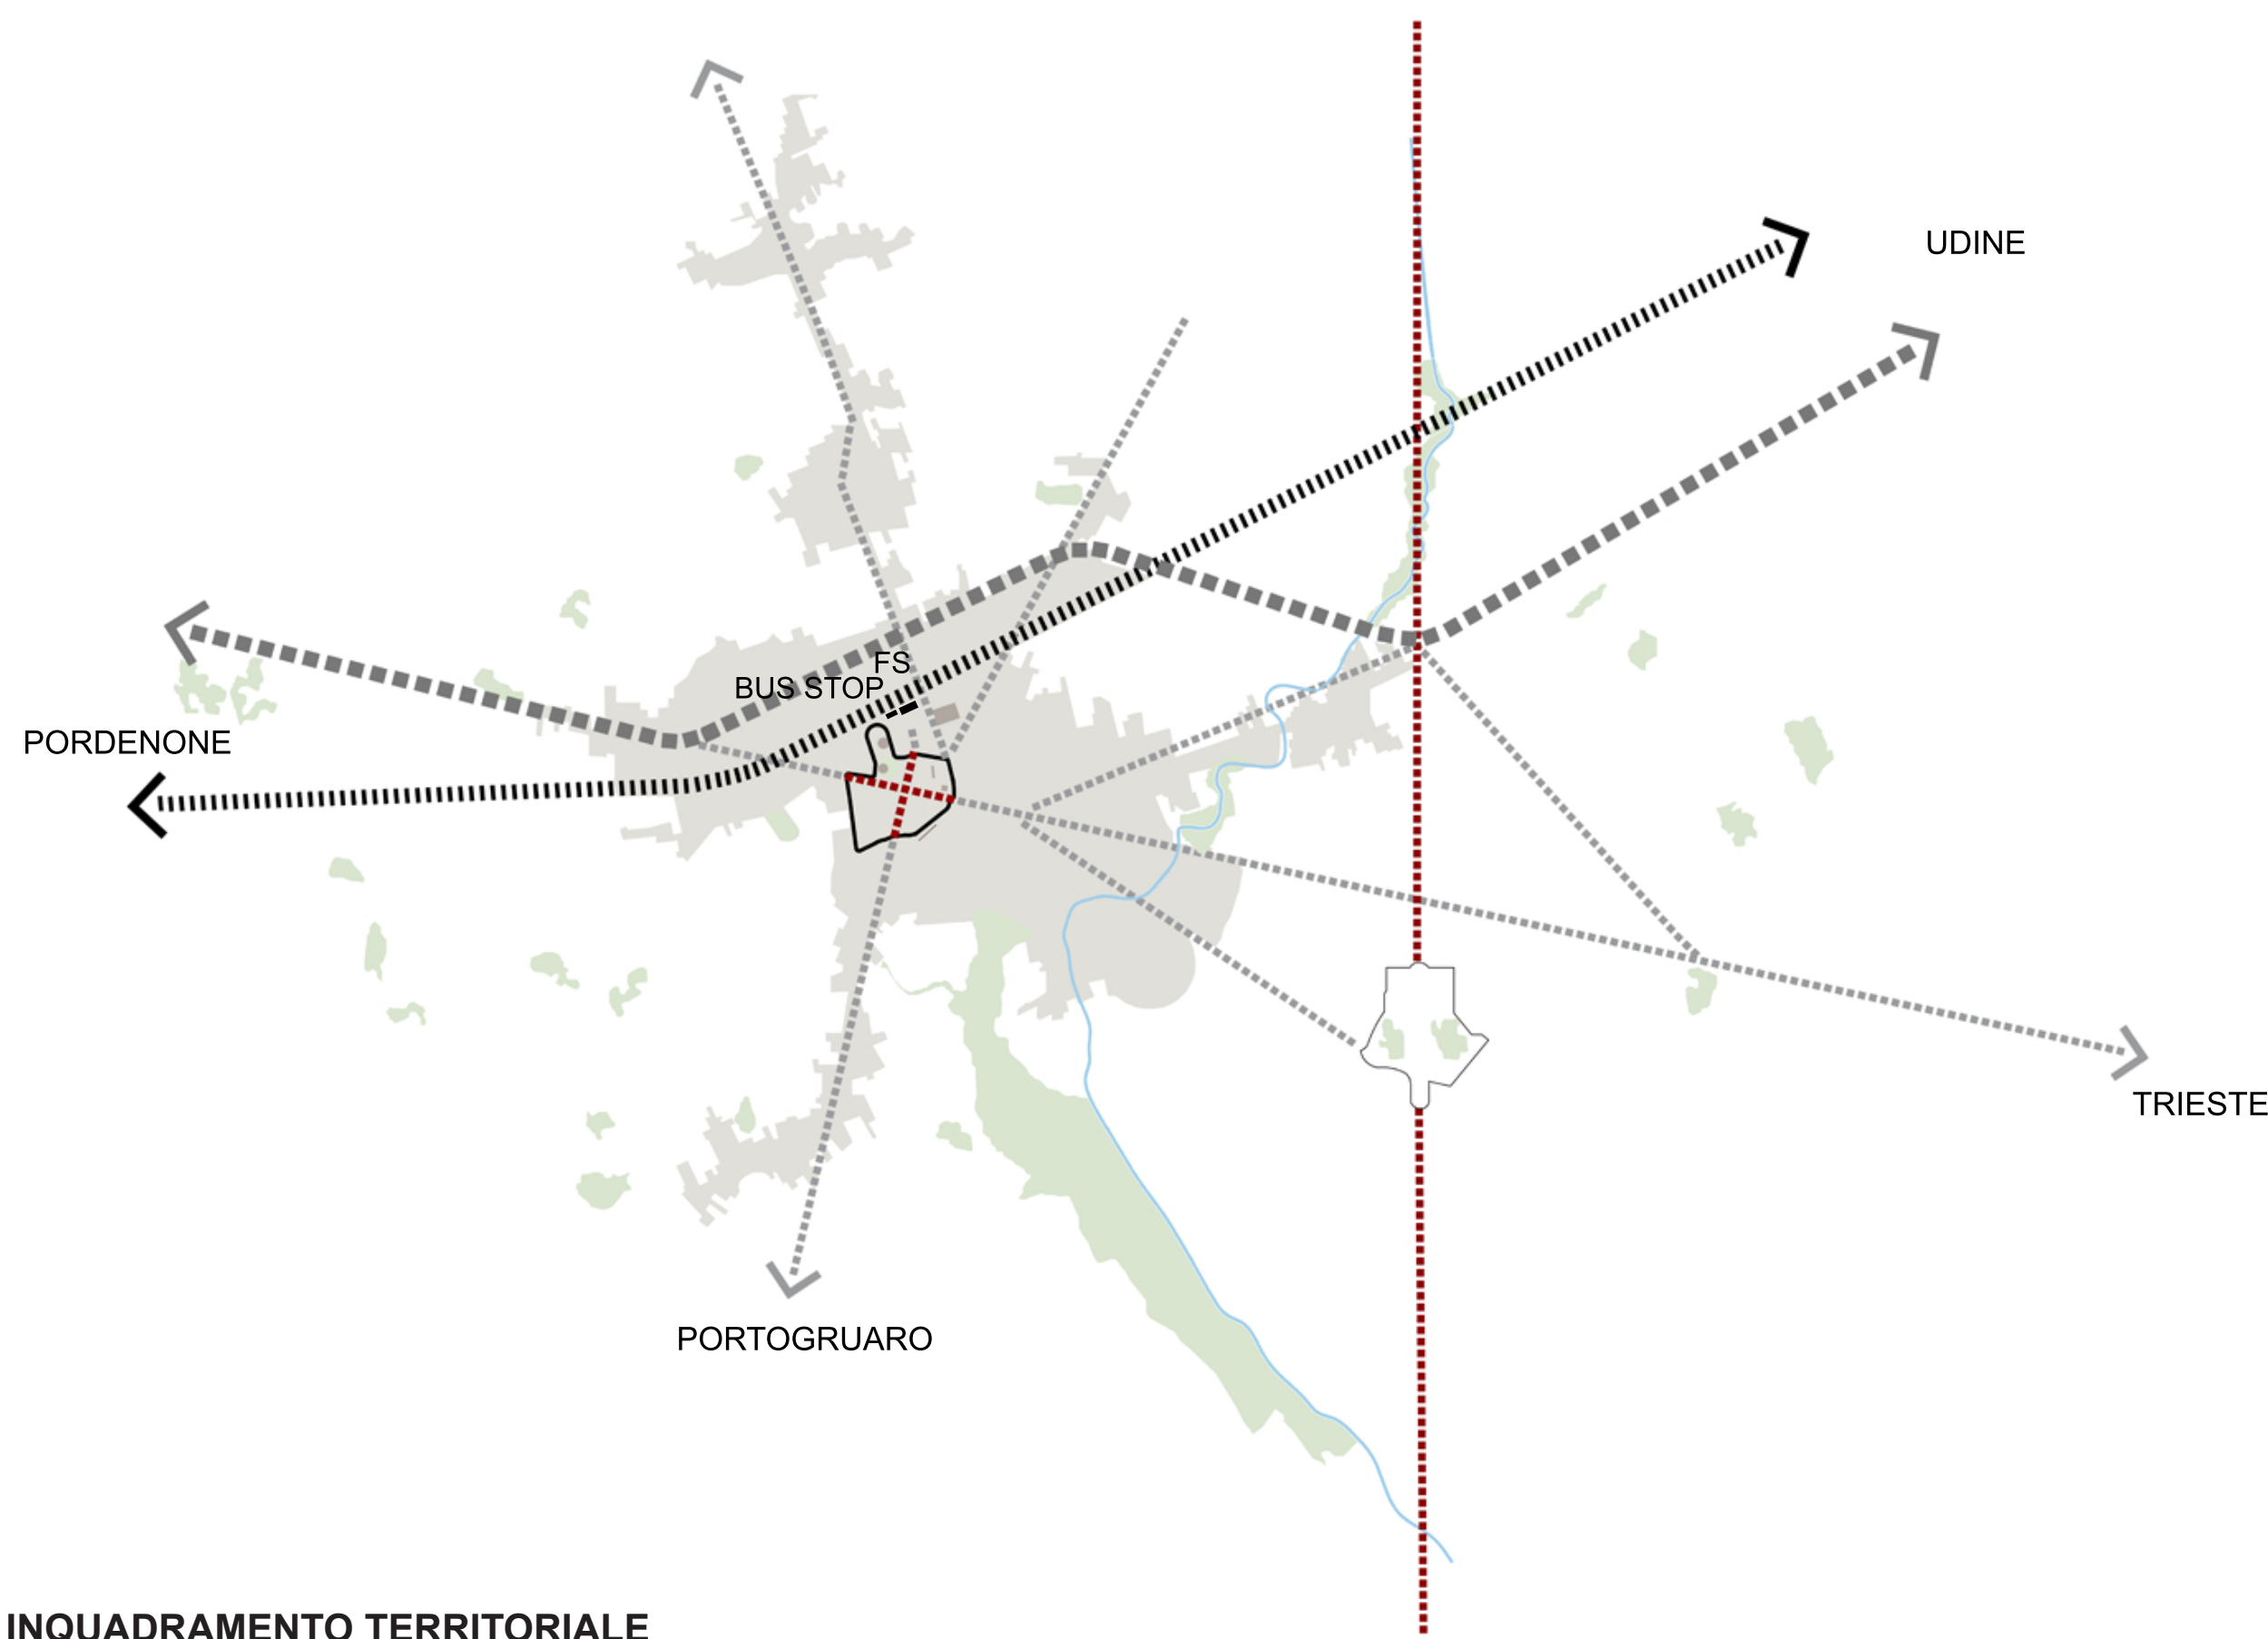 UDINE
FS
BUS STOP
PORDENONE
TRIESTE
PORTOGRUARO
INQUADRAMENTO TERRITORIALE